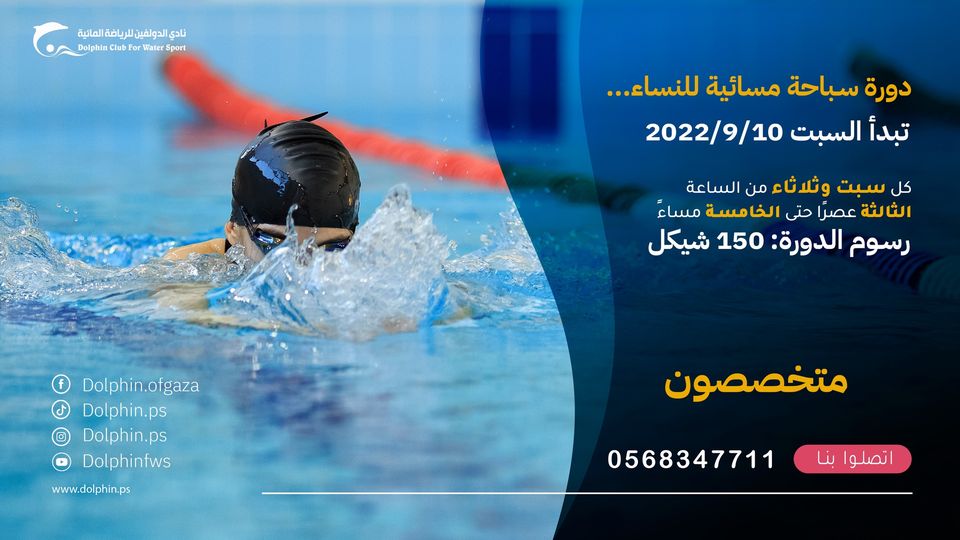 نادي الدولفين للرياضة المائية
Dolphin Club For Water Sport
دورة سباحة مسائية للنساء...
تبدأ السبت 2022/9/10
كل سبت وثلاثاء من الساعة
الثالثة عصرًا حتى الخامسة مساءً
رسوم الدورة: 150 شيكل
متخصصون
اتصلوا بنا 0568347711
Dolphin.ofgaza
Dolphin.ps
Dolphin.ps
Dolphinfws
www.dolphin.ps